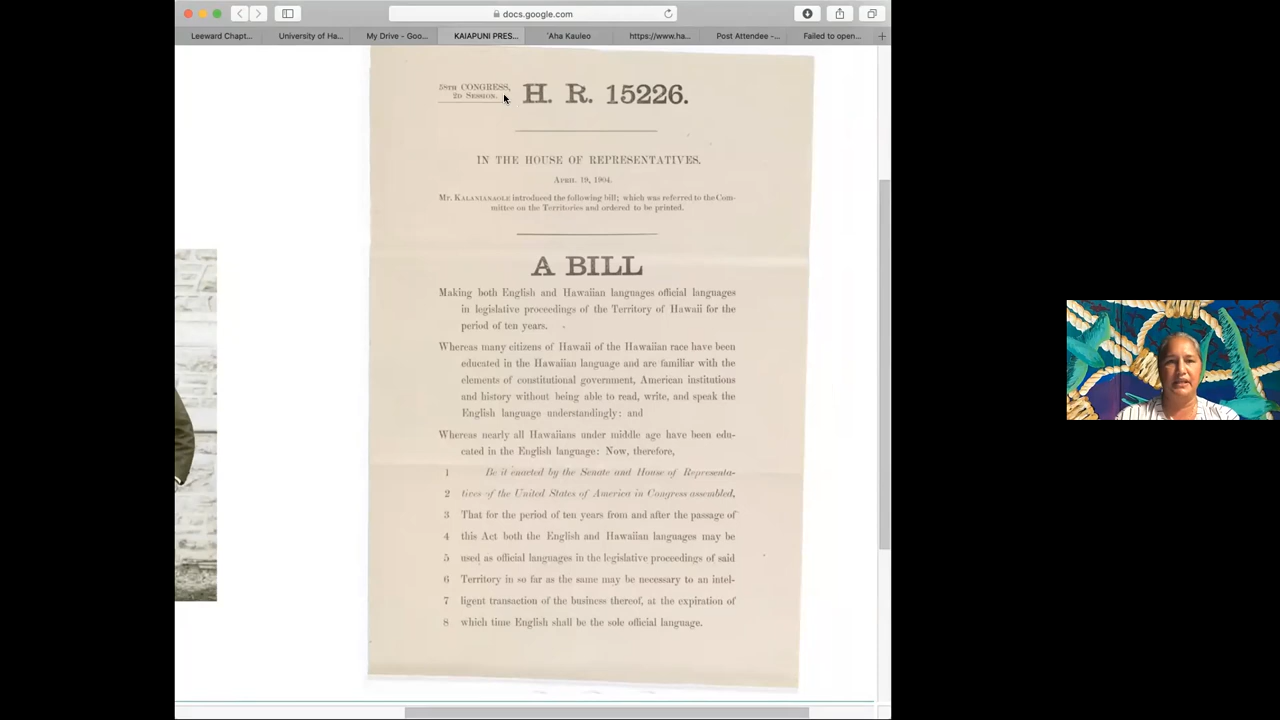 docs.google.com
Leeward Chapt...
University of Ha...
My Drive - Goo...
KAIAPUNI PRES...
ʻAha Kauleo
https://www.ha...
Post Attendee -...
Failed to open...
58TH CONGRESS,
2D SESSION.
H. R. 15226.
IN THE HOUSE OF REPRESENTATIVES.
APRIL 19, 1904.
Mr. KALANIANAOLE introduced the following bill; which was referred to the Com-
mittee on the Territories and ordered to be printed.
A BILL
Making both English and Hawaiian languages official languages
in legislative proceedings of the Territory of Hawaii for the
period of ten years.
Whereas many citizens of Hawaii of the Hawaiian race have been
educated in the Hawaiian language and are familiar with the
elements of constitutional government, American institutions
and history without being able to read, write, and speak the
English language understandingly: and
Whereas nearly all Hawaiians under middle age have been edu-
cated in the English language: Now, therefore,
1 Be it enacted by the Senate and House of Representa-
2 tives of the United States of America in Congress assembled,
3 That for the period of ten years from and after the passage of
4 this Act both the English and Hawaiian languages may be
5 used as official languages in the legislative proceedings of said
6 Territory in so far as the same may be necessary to an intel-
7 ligent transaction of the business thereof, at the expiration of
8 which time English shall be the sole official language.